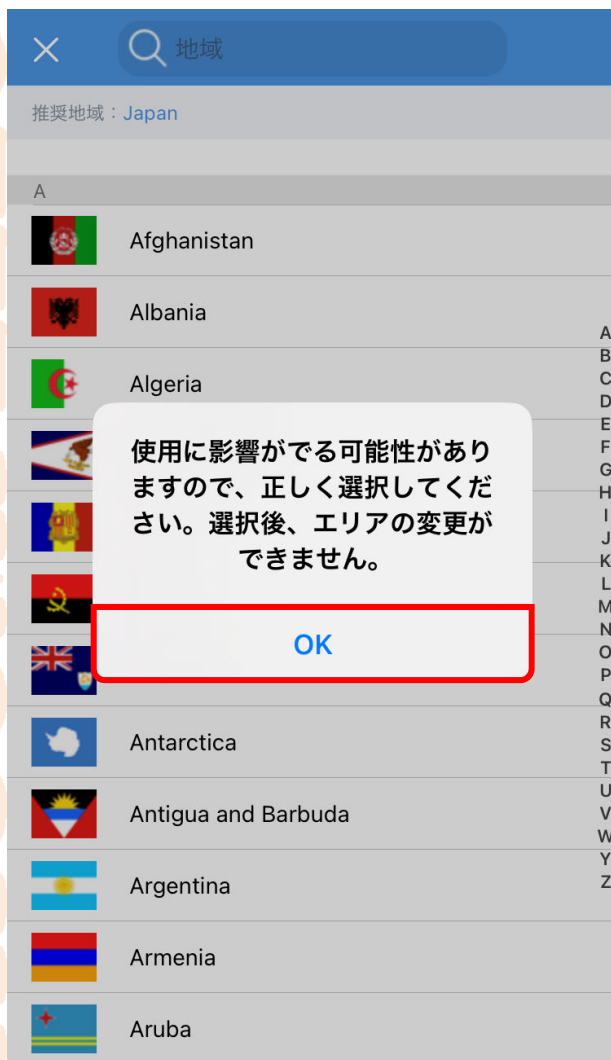 地域
推奨地域：Japan
A
Afghanistan
Albania
Algeria
使用に影響がでる可能性があり
ますので、正しく選択してくだ
さい。選択後、エリアの変更が
できません。
OK
Antarctica
Antigua and Barbuda
Argentina
Armenia
Aruba
A
B
C
D
E
F
G
H
I
J
K
L
M
N
O
P
Q
R
S
T
U
V
W
Y
Z